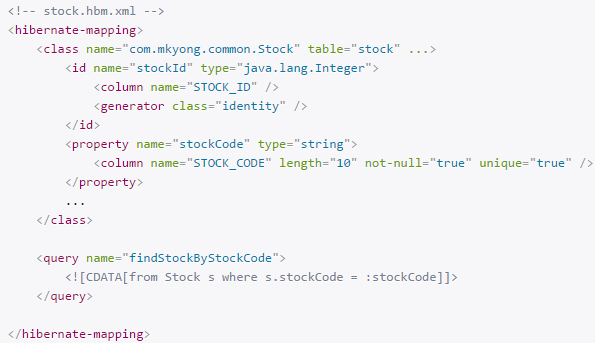 <!-- stock.hbm.xml -->
<hibernate-mapping>
<class name="com.mkyong.common.Stock" table="stock" ...>
<id name="stockId" type="java.lang.Integer">
<column name="STOCK_ID" />
<generator class="identity" />
</id>
<property name="stockCode" type="string">
<column name="STOCK_CODE" length="10" not-null="true" unique="true" />
</property>
...
</class>
<query name="findStockByStockCode">
<![CDATA[from Stock s where s.stockCode = :stockCode]]>
</query>
</hibernate-mapping>